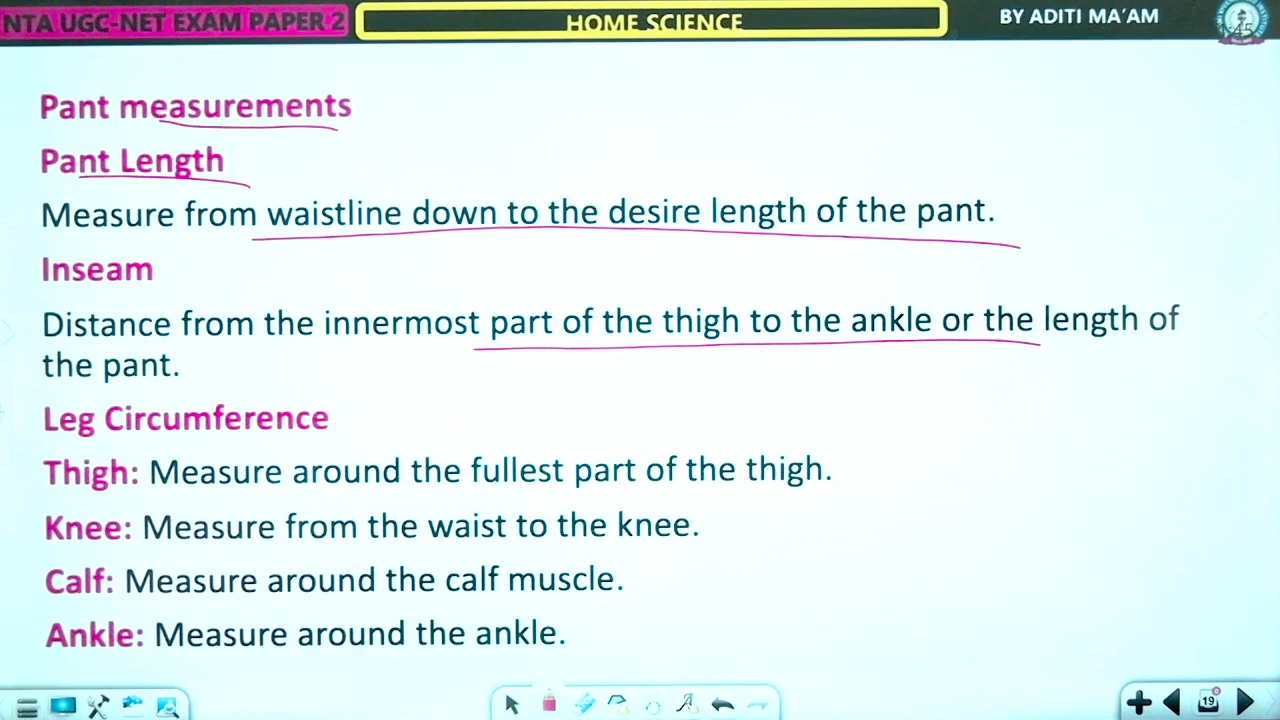 NTA UGC-NET EXAM PAPER 2
HOME SCIENCE
BY ADITI MA'AM
Pant measurements
Pant Length
Measure from waistline down to the desire length of the pant.
Inseam
Distance from the innermost part of the thigh to the ankle or the length of
the pant.
Leg Circumference
Thigh: Measure around the fullest part of the thigh.
Knee: Measure from the waist to the knee.
Calf: Measure around the calf muscle.
Ankle: Measure around the ankle.
19